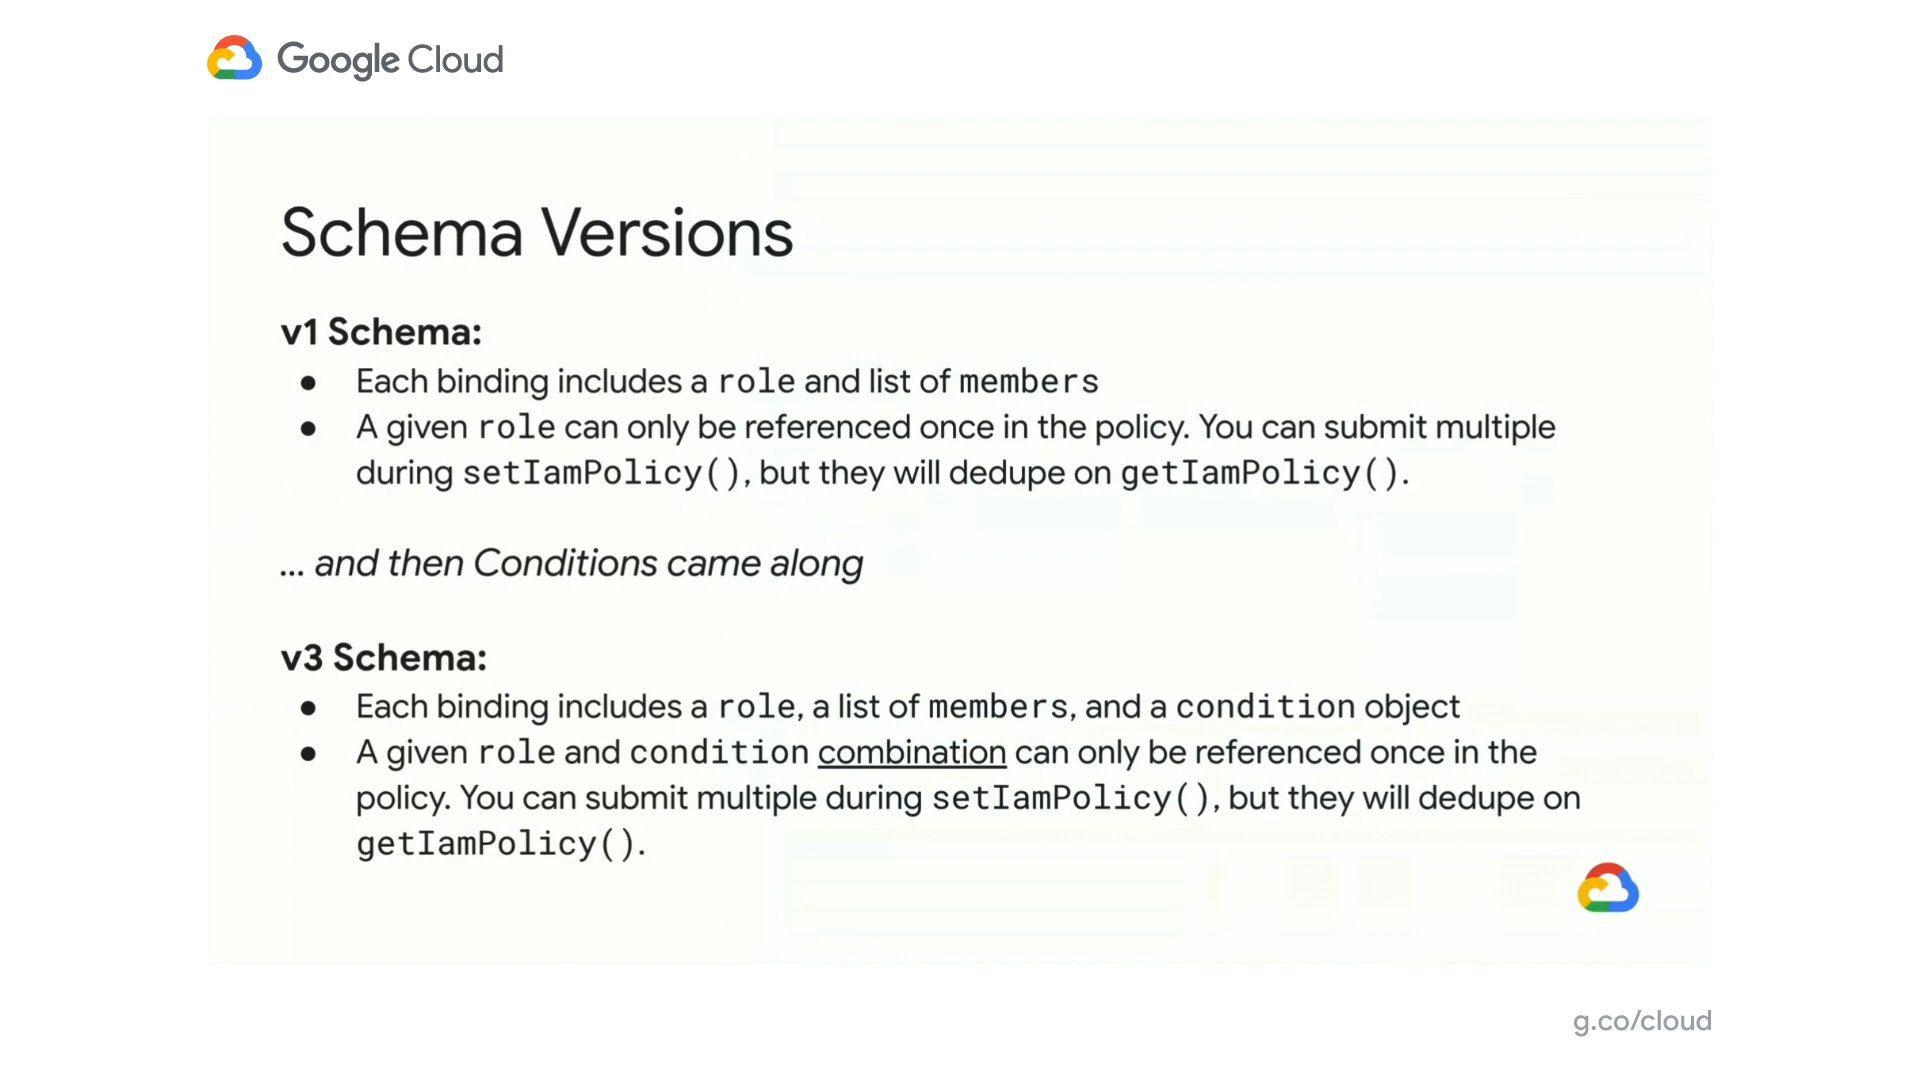 Google Cloud
Schema Versions
v1 Schema:
● Each binding includes a role and list of members
● A given role can only be referenced once in the policy. You can submit multiple
during setIamPolicy(), but they will dedupe on getIamPolicy().
... and then Conditions came along
v3 Schema:
● Each binding includes a role, a list of members, and a condition object
● A given role and condition combination can only be referenced once in the
policy. You can submit multiple during setIamPolicy(), but they will dedupe on
getIamPolicy().
g.co/cloud